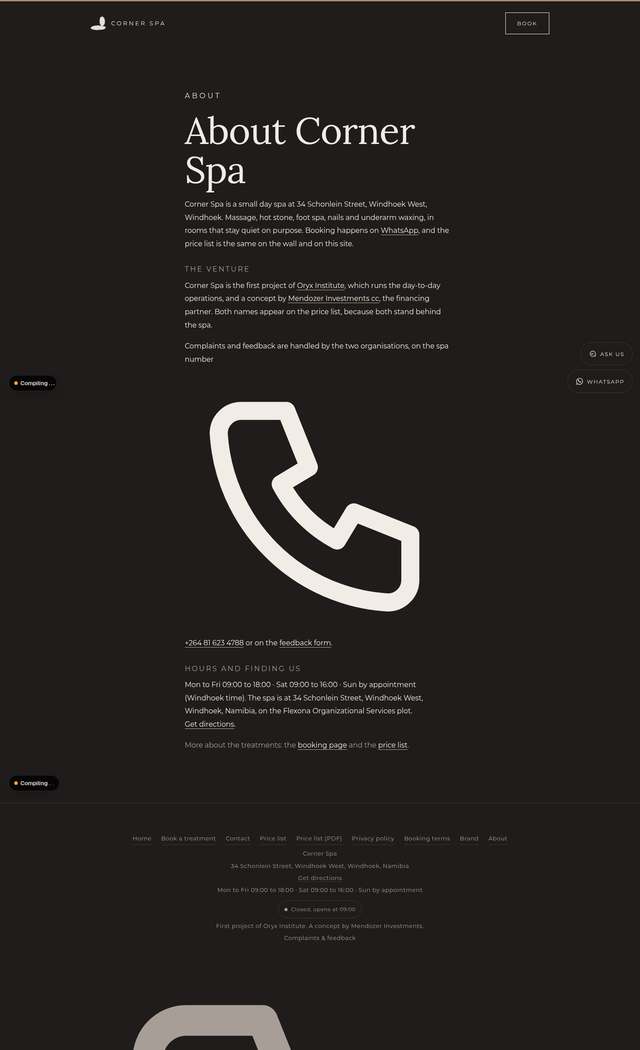 CORNER SPA
BOOK
ABOUT
About Corner
Spa
Corner Spa is a small day spa at 34 Schonlein Street, Windhoek West,
Windhoek. Massage, hot stone, foot spa, nails and underarm waxing, in
rooms that stay quiet on purpose. Booking happens on WhatsApp, and the
price list is the same on the wall and on this site.
THE VENTURE
Corner Spa is the first project of Oryx Institute, which runs the day-to-day
operations, and a concept by Mendozer Investments cc, the financing
partner. Both names appear on the price list, because both stand behind
the spa.
Complaints and feedback are handled by the two organisations, on the spa
number
ASK US
WHATSAPP
Compiling ...
+264 81 623 4788 or on the feedback form.
HOURS AND FINDING US
Mon to Fri 09:00 to 18:00 · Sat 09:00 to 16:00 · Sun by appointment
(Windhoek time). The spa is at 34 Schonlein Street, Windhoek West,
Windhoek, Namibia, on the Flexona Organizational Services plot.
Get directions.
More about the treatments: the booking page and the price list.
Compiling ..
Home Book a treatment Contact Price list Price list (PDF) Privacy policy Booking terms Brand About
Corner Spa
34 Schonlein Street, Windhoek West, Windhoek, Namibia
Get directions
Mon to Fri 09:00 to 18:00 · Sat 09:00 to 16:00 · Sun by appointment
Closed, opens at 09:00
First project of Oryx Institute. A concept by Mendozer Investments.
Complaints & feedback